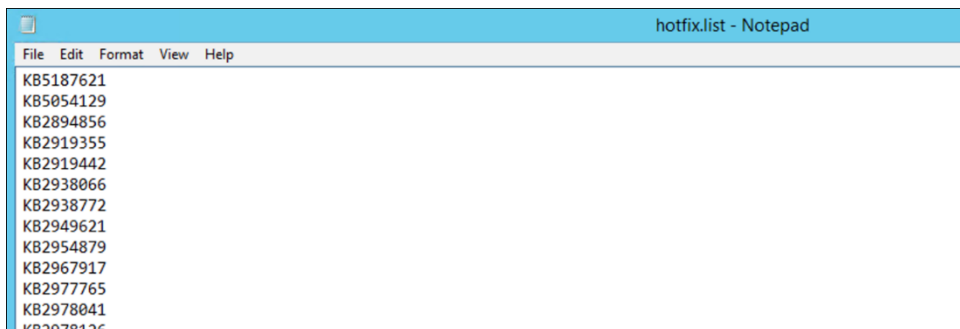 hotfix.list - Notepad
File Edit Format View Help
KB5187621
KB5054129
KB2894856
KB2919355
KB2919442
KB2938066
KB2938772
KB2949621
KB2954879
KB2967917
KB2977765
KB2978041
KB2978126